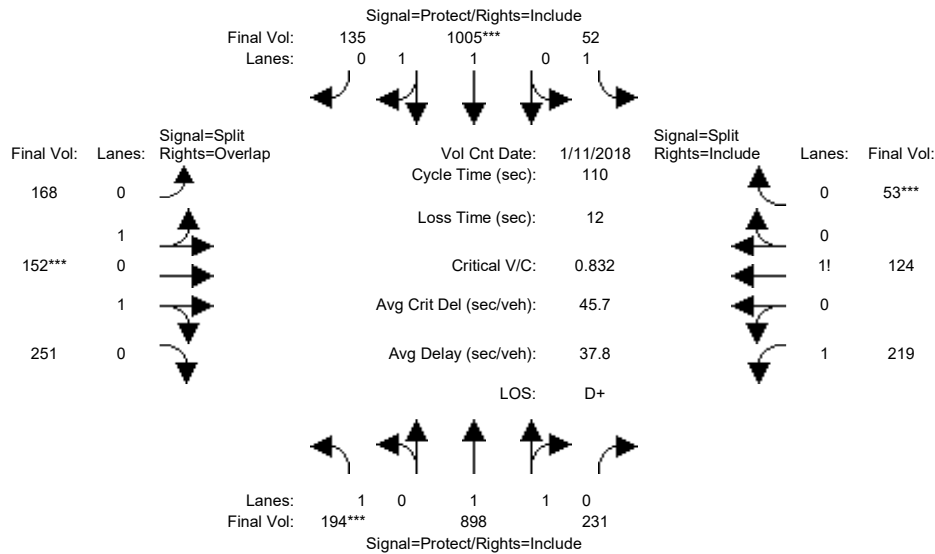 Signal=Protect/Rights=Include
Final Vol: 135 1005*** 52
Lanes: 0 1 1 0 1
Signal=Split
Final Vol: Lanes: Rights=Overlap
Vol Cnt Date: 1/11/2018
Cycle Time (sec): 110
Signal=Split
Rights=Include Lanes: Final Vol:
168 0
0 53***
Loss Time (sec): 12
1
0
152*** 0
Critical V/C: 0.832
1! 124
1
Avg Crit Del (sec/veh): 45.7
0
251 0
Avg Delay (sec/veh): 37.8
1 219
LOS: D+
Lanes: 1 0 1 1 0
Final Vol: 194*** 898 231
Signal=Protect/Rights=Include